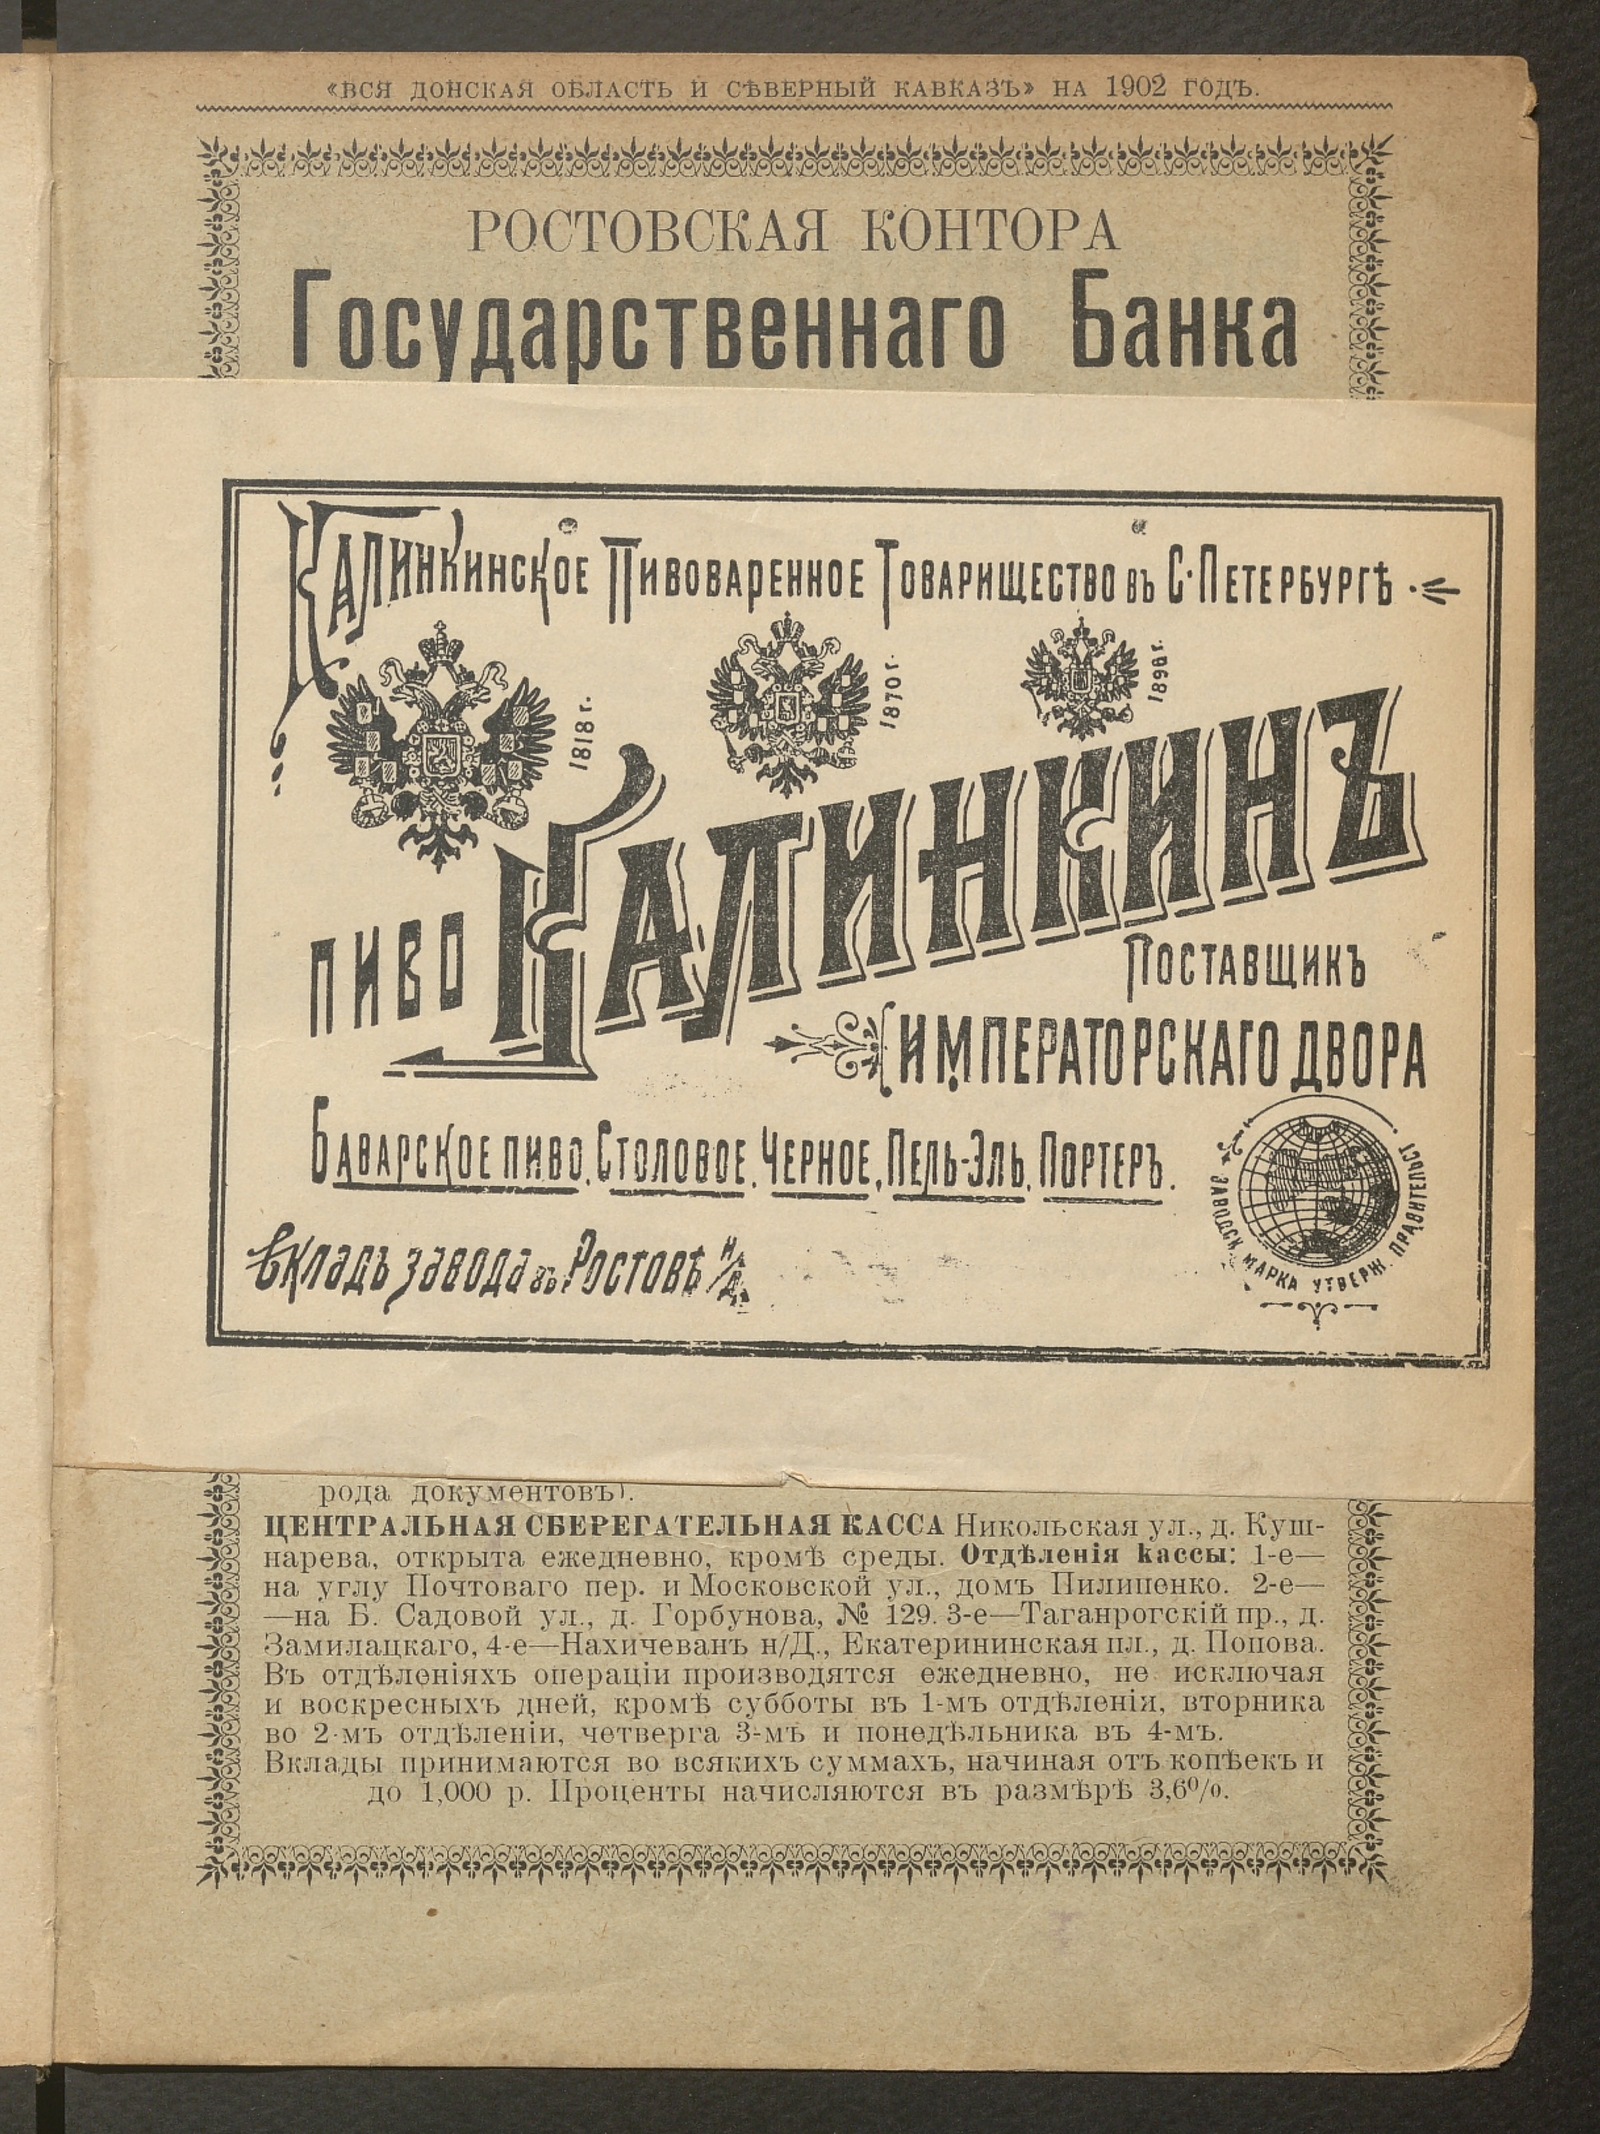 «ВСЯ ДОНСКАЯ ОБЛАСТЬ И СѢВЕРНЫЙ КАВКАЗЪ» НА 1902 ГОДЪ.
РОСТОВСКАЯ КОНТОРА
Государственнаго Банка
КАЛИНКИНСКОЕ ПИВОВАРЕННОЕ ТОВАРИЩЕСТВО ВЪ С·ПЕТЕРБУРГѢ.
1818 г.
1870 г.
1896 г.
ПИВО КАЛИНКИНЪ
ПОСТАВЩИКЪ
ИМПЕРАТОРСКАГО ДВОРА
БАВАРСКОЕ ПИВО, СТОЛОВОЕ, ЧЕРНОЕ, ПЕЛЬ-ЭЛЬ, ПОРТЕРЪ.
Складъ завода въ Ростовѣ н/Д.
ЗАВОДСК. МАРКА УТВЕРЖ. ПРАВИТЕЛЬСТ
рода документовъ).
ЦЕНТРАЛЬНАЯ СБЕРЕГАТЕЛЬНАЯ КАССА Никольская ул., д. Куш-
нарева, открыта ежедневно, кромѣ среды. Отдѣленія кассы: 1-е—
на углу Почтоваго пер. и Московской ул., домъ Пилипенко. 2-е—
—на Б. Садовой ул., д. Горбунова, № 129. 3-е—Таганрогскій пр., д.
Замилацкаго, 4-е—Нахичевань н/Д., Екатерининская пл., д. Попова.
Въ отдѣленіяхъ операціи производятся ежедневно, не исключая
и воскресныхъ дней, кромѣ субботы въ 1-мъ отдѣленія, вторника
во 2-мъ отдѣленіи, четверга 3-мъ и понедѣльника въ 4-мъ.
Вклады принимаются во всякихъ суммахъ, начиная отъ копѣекъ и
до 1,000 р. Проценты начисляются въ размѣрѣ 3,6%.